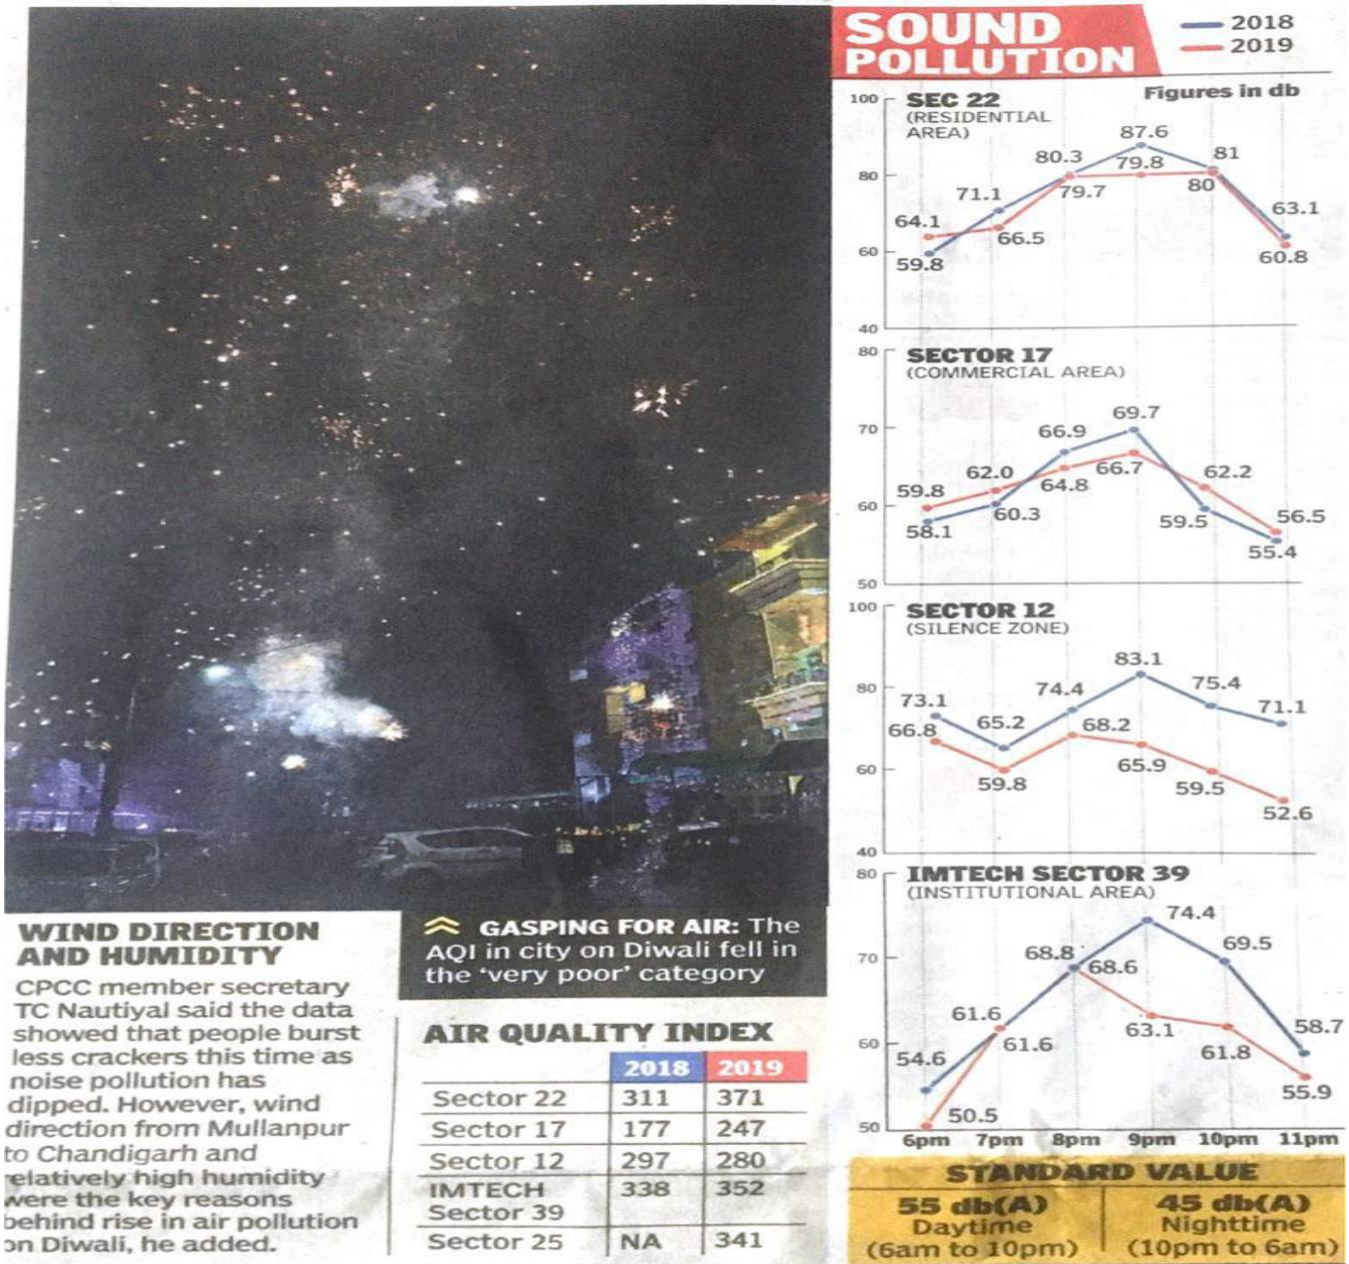 SOUND
POLLUTION
2018
2019
Figures in db
SEC 22
(RESIDENTIAL
AREA)
100
80
60
40
64.1
59.8
71.1
66.5
80.3
79.7
87.6
79.8
81
80
63.1
60.8
SECTOR 17
(COMMERCIAL AREA)
80
70
60
50
59.8
58.1
62.0
60.3
66.9
64.8
69.7
66.7
62.2
59.5
56.5
55.4
SECTOR 12
(SILENCE ZONE)
100
80
60
40
73.1
66.8
65.2
59.8
74.4
68.2
83.1
65.9
75.4
59.5
71.1
52.6
IMTECH SECTOR 39
(INSTITUTIONAL AREA)
80
70
60
50
54.6
50.5
61.6
61.6
68.8
68.6
74.4
63.1
69.5
61.8
58.7
55.9
6pm 7pm 8pm 9pm 10pm 11pm
STANDARD VALUE
55 db(A) 45 db(A)
Daytime Nighttime
(6am to 10pm) (10pm to 6am)
WIND DIRECTION
AND HUMIDITY
CPCC member secretary
TC Nautiyal said the data
showed that people burst
less crackers this time as
noise pollution has
dipped. However, wind
direction from Mullanpur
to Chandigarh and
elatively high humidity
were the key reasons
behind rise in air pollution
on Diwali, he added.
GASPING FOR AIR: The
AQI in city on Diwali fell in
the ‘very poor’ category
AIR QUALITY INDEX
2018 2019
Sector 22 311 371
Sector 17 177 247
Sector 12 297 280
IMTECH 338 352
Sector 39
Sector 25 NA 341